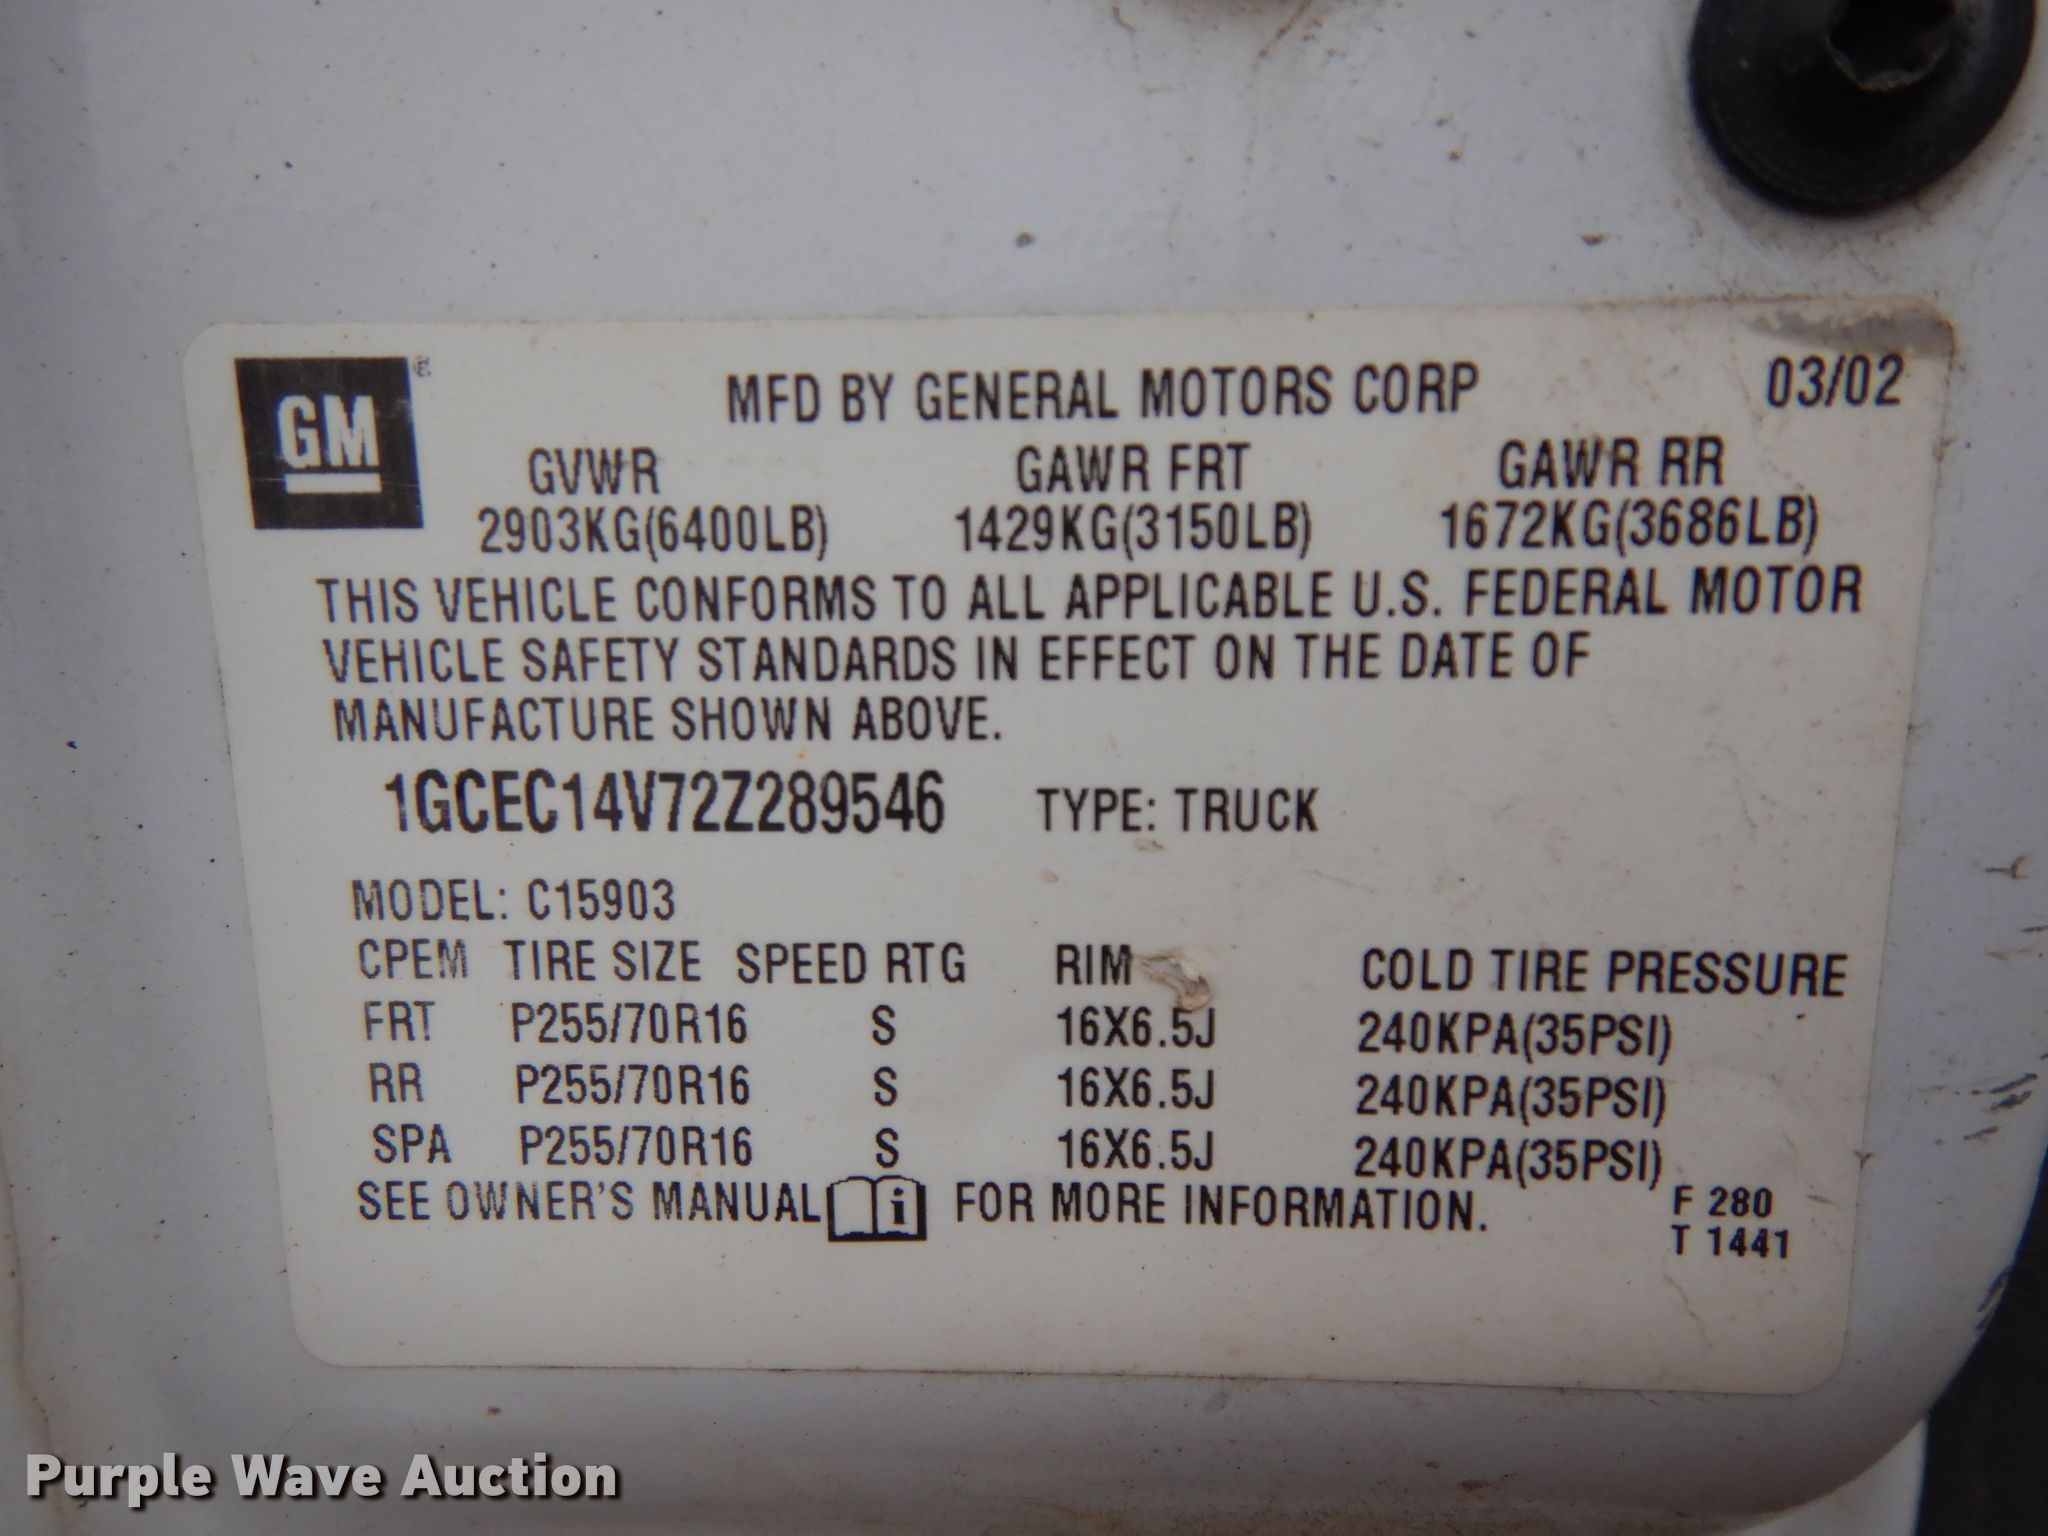 GM
MFD BY GENERAL MOTORS CORP 03/02
GVWR GAWR FRT GAWR RR
2903KG(6400LB) 1429KG(3150LB) 1672KG(3686LB)
THIS VEHICLE CONFORMS TO ALL APPLICABLE U.S. FEDERAL MOTOR
VEHICLE SAFETY STANDARDS IN EFFECT ON THE DATE OF
MANUFACTURE SHOWN ABOVE.
1GCEC14V72Z289546 TYPE: TRUCK
MODEL: C15903
CPEM TIRE SIZE SPEED RTG RIM COLD TIRE PRESSURE
FRT P255/70R16 S 16X6.5J 240KPA(35PSI)
RR P255/70R16 S 16X6.5J 240KPA(35PSI)
SPA P255/70R16 S 16X6.5J 240KPA(35PSI)
SEE OWNER'S MANUAL i FOR MORE INFORMATION.
F 280
T 1441
Purple Wave Auction